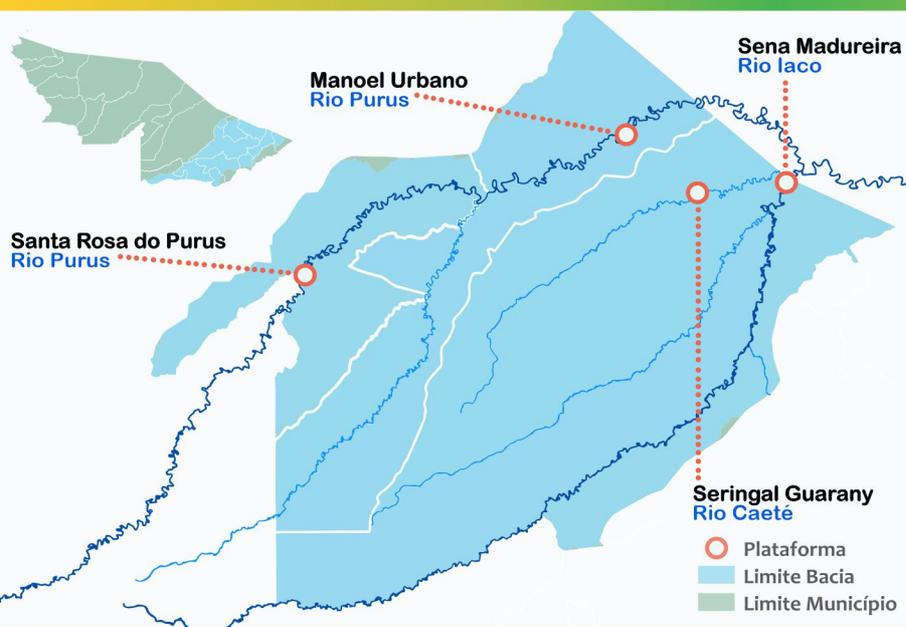 Sena Madureira
Rio Iaco
Manoel Urbano
Rio Purus
Santa Rosa do Purus
Rio Purus
Seringal Guarany
Rio Caeté
Plataforma
Limite Bacia
Limite Município